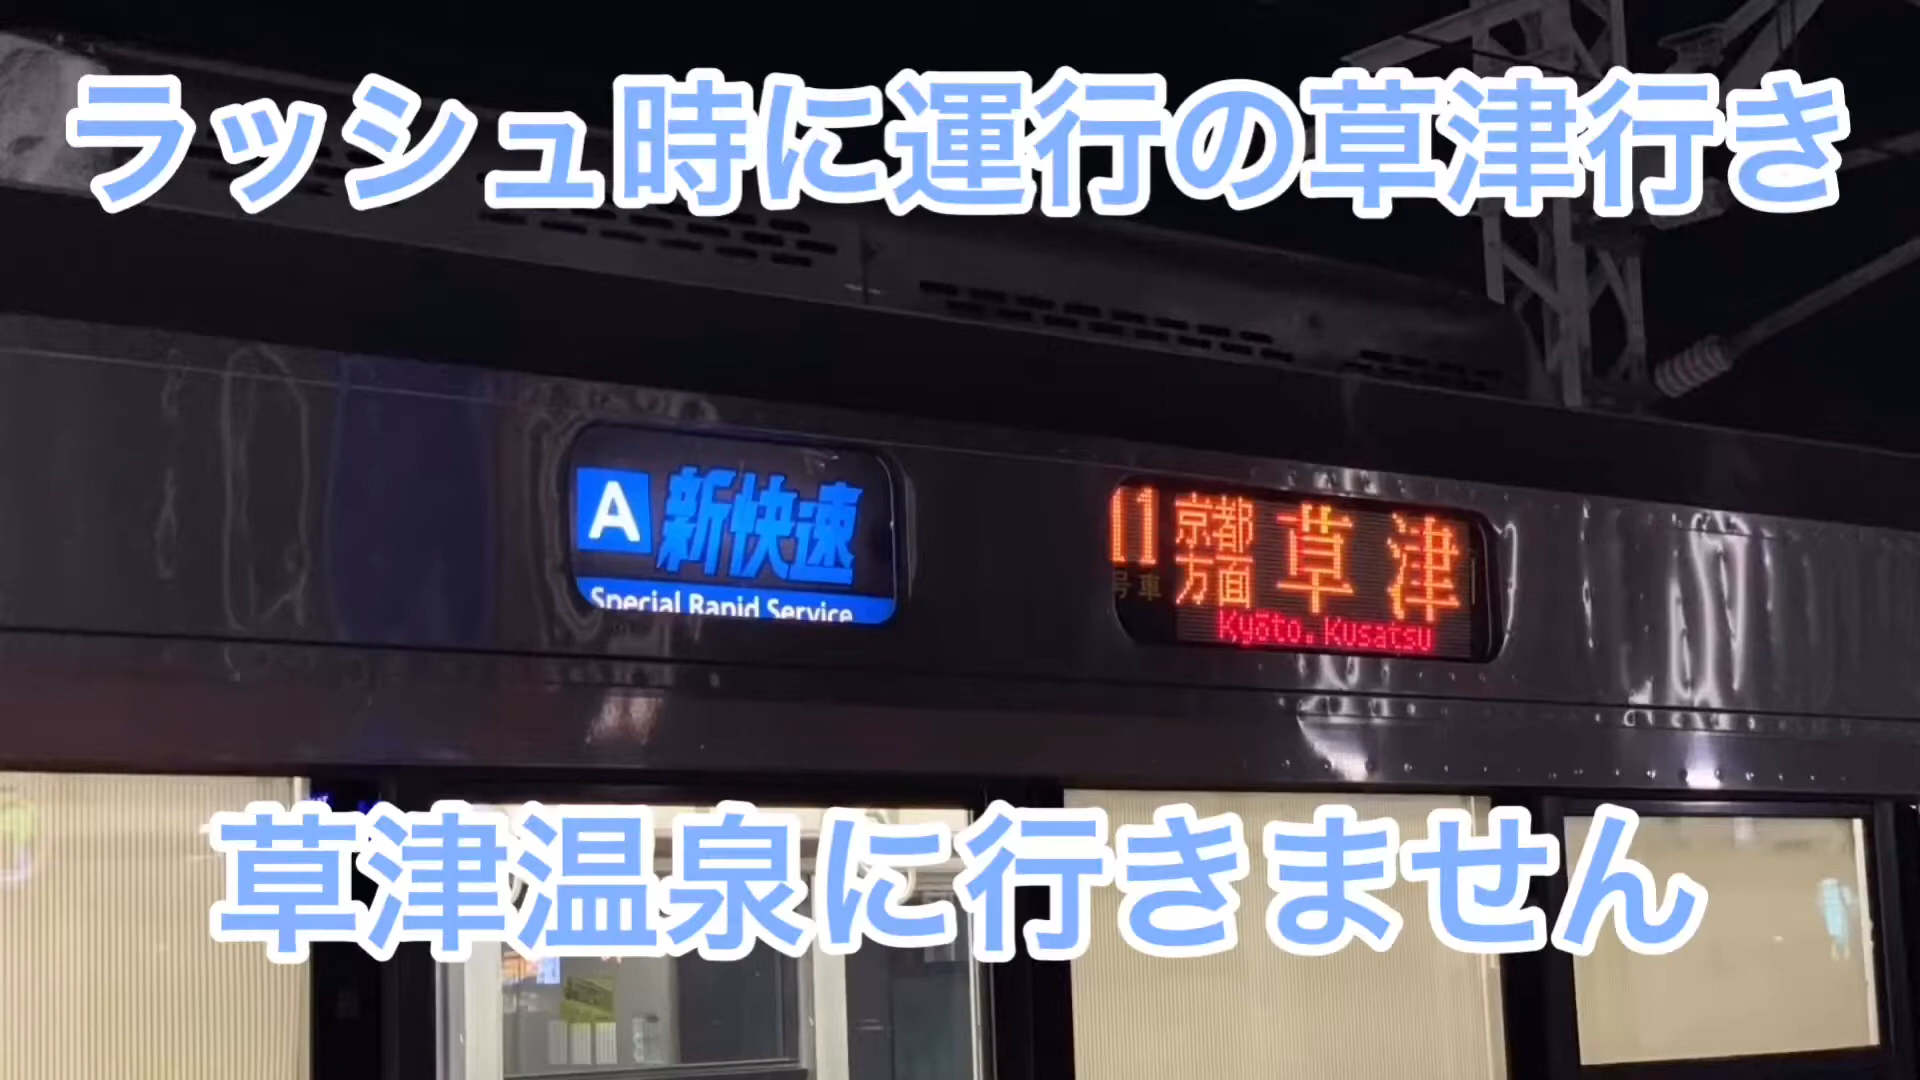 ラッシュ時に運行の草津行き
A 新快速
Special Rapid Service
11 京都 草津
号車 方面
Kyōto. Kusatsu
草津温泉に行きません